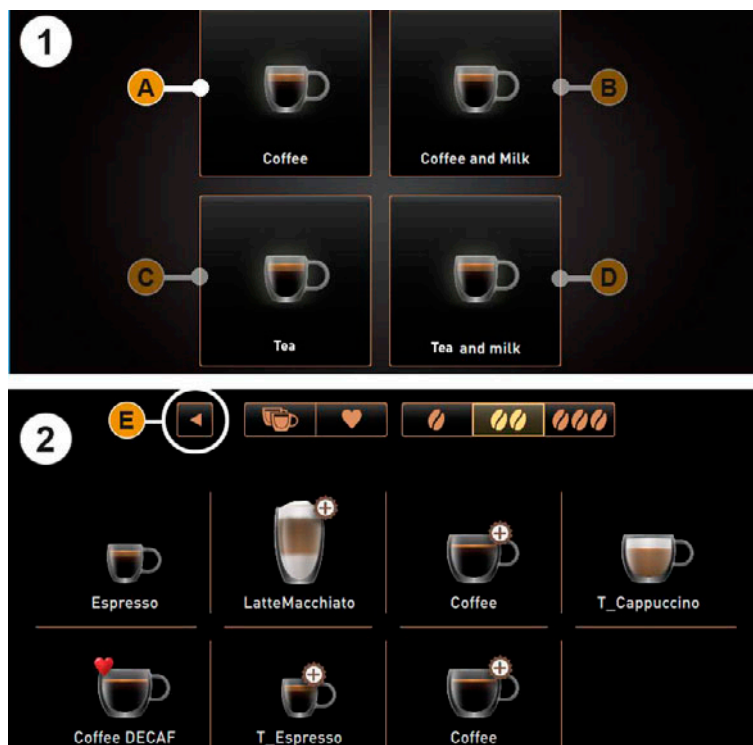 1
A
B
Coffee
Coffee and Milk
C
D
Tea
Tea and milk
2
E
Espresso
LatteMacchiato
Coffee
T_Cappuccino
Coffee DECAF
T_Espresso
Coffee